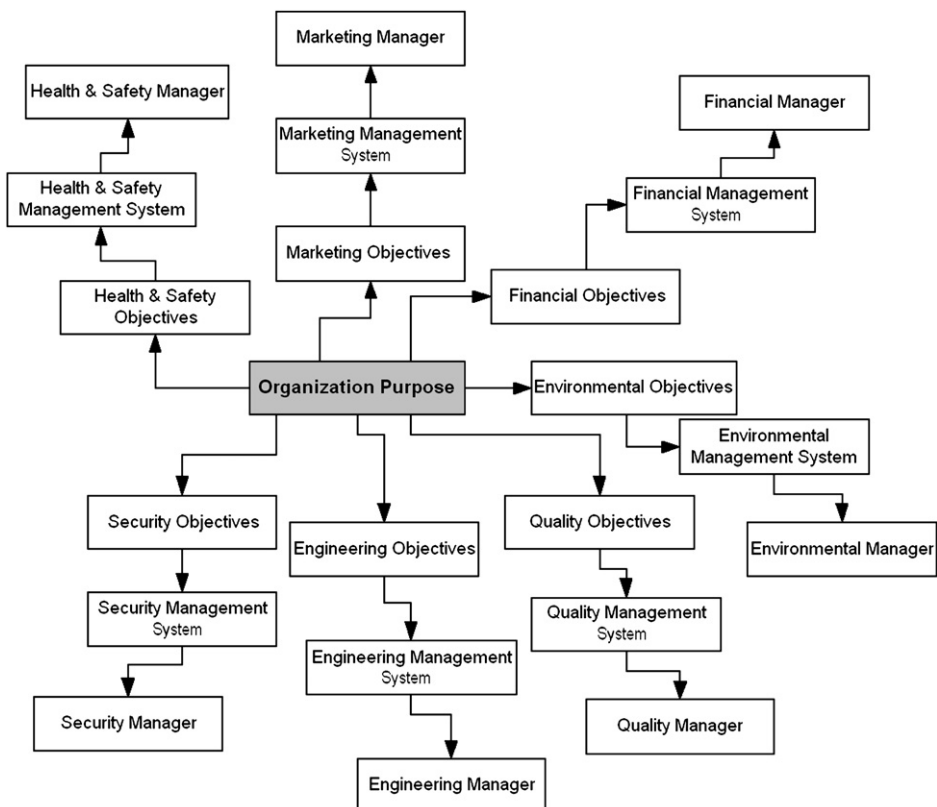 Marketing Manager
Health & Safety Manager
Financial Manager
Marketing Management
System
Health & Safety
Management System
Financial Management
System
Marketing Objectives
Health & Safety
Objectives
Financial Objectives
Organization Purpose
Environmental Objectives
Environmental
Management System
Security Objectives
Engineering Objectives
Quality Objectives
Environmental Manager
Security Management
System
Quality Management
System
Engineering Management
System
Security Manager
Quality Manager
Engineering Manager